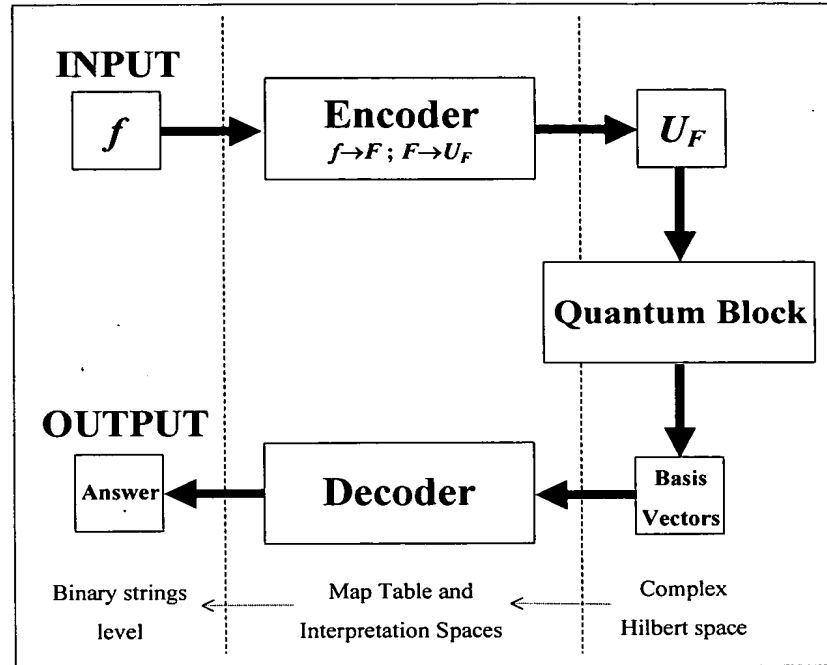 INPUT
f
Encoder
f→F ; F→U_F
U_F
Quantum Block
OUTPUT
Answer
Decoder
Basis
Vectors
Binary strings
level
Map Table and
Interpretation Spaces
Complex
Hilbert space